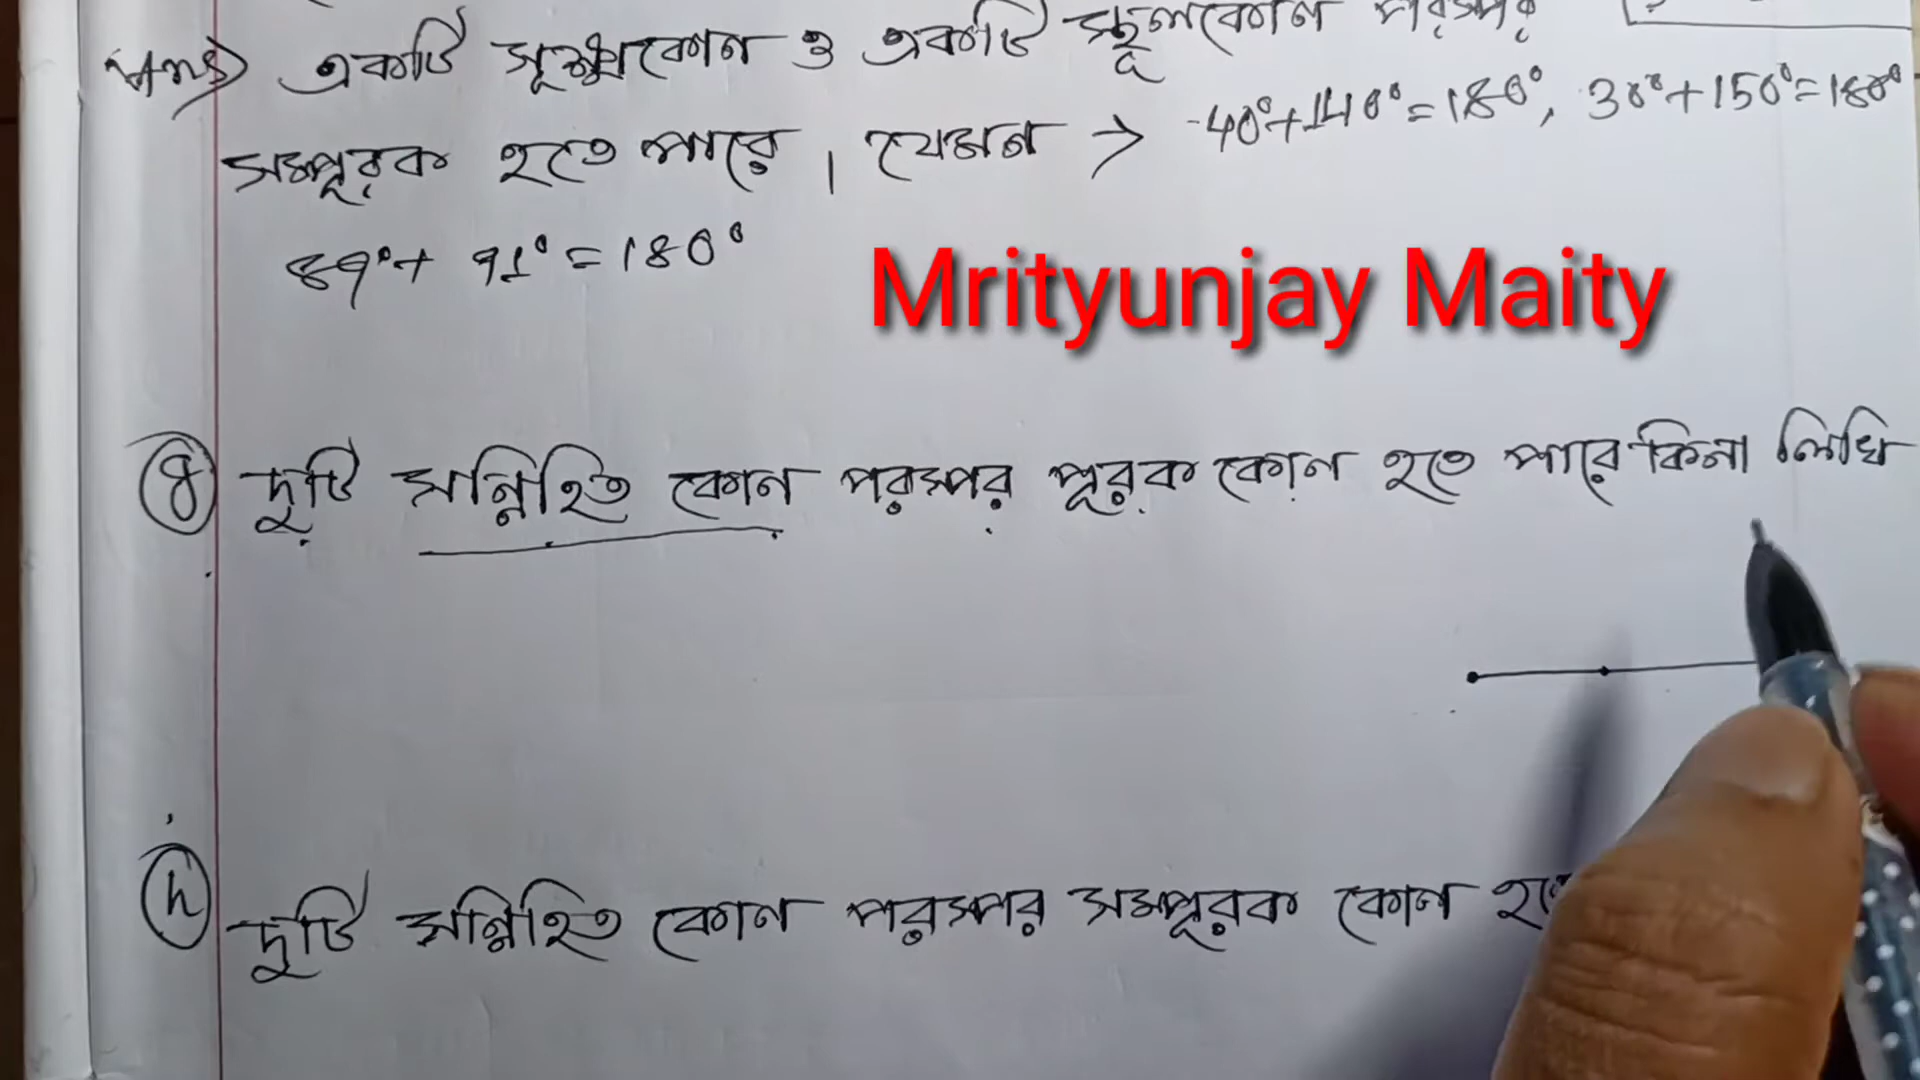 Ans→ একটি সূক্ষ্মকোন ও একটি স্থূলকোন পরস্পর
সম্পূরক হতে পারে। যেমন → 40°+140°=180°, 30°+150°=180°
89°+ 91°=180°
Mrityunjay Maity
g দুটি সন্নিহিত কোন পরস্পর পূরক কোন হতে পারে কিনা লিখি
h দুটি সন্নিহিত কোন পরস্পর সম্পূরক কোন